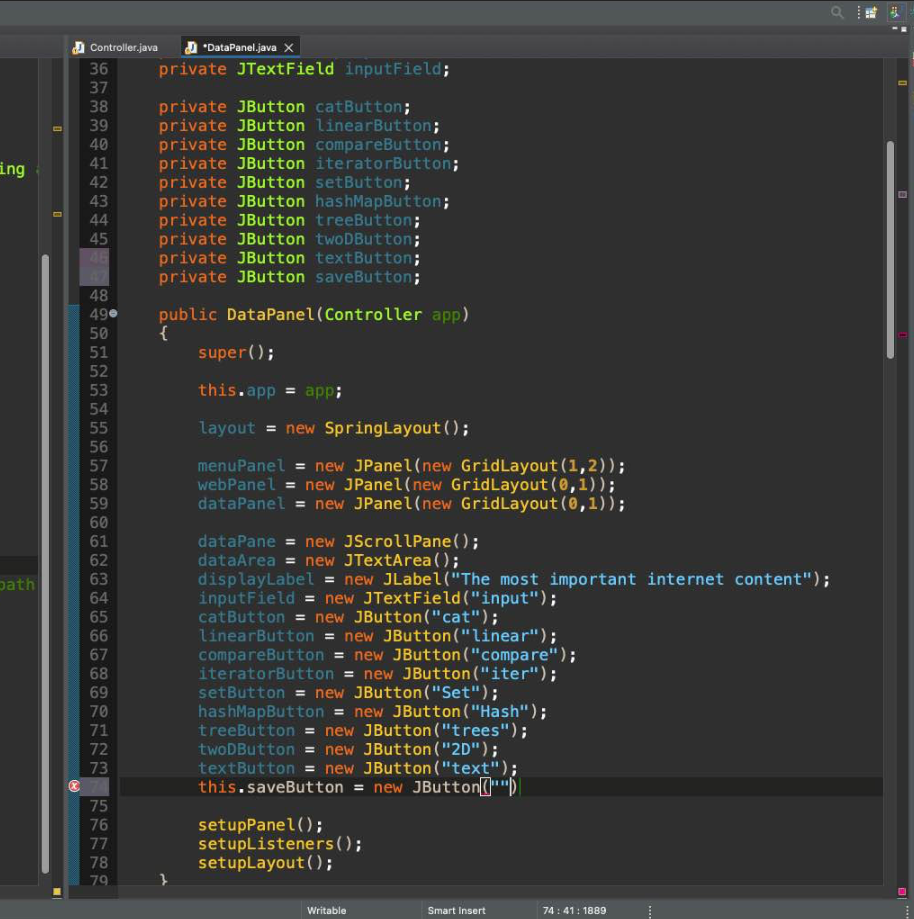 Controller.java
*DataPanel.java
ing
path
36 private JTextField inputField;
37
38 private JButton catButton;
39 private JButton linearButton;
40 private JButton compareButton;
41 private JButton iteratorButton;
42 private JButton setButton;
43 private JButton hashMapButton;
44 private JButton treeButton;
45 private JButton twoDButton;
46 private JButton textButton;
47 private JButton saveButton;
48
49 public DataPanel(Controller app)
50 {
51 super();
52
53 this.app = app;
54
55 layout = new SpringLayout();
56
57 menuPanel = new JPanel(new GridLayout(1,2));
58 webPanel = new JPanel(new GridLayout(0,1));
59 dataPanel = new JPanel(new GridLayout(0,1));
60
61 dataPane = new JScrollPane();
62 dataArea = new JTextArea();
63 displayLabel = new JLabel("The most important internet content");
64 inputField = new JTextField("input");
65 catButton = new JButton("cat");
66 linearButton = new JButton("linear");
67 compareButton = new JButton("compare");
68 iteratorButton = new JButton("iter");
69 setButton = new JButton("Set");
70 hashMapButton = new JButton("Hash");
71 treeButton = new JButton("trees");
72 twoDButton = new JButton("2D");
73 textButton = new JButton("text");
74 this.saveButton = new JButton("")
75
76 setupPanel();
77 setupListeners();
78 setupLayout();
79 }
Writable
Smart Insert
74 : 41 : 1889